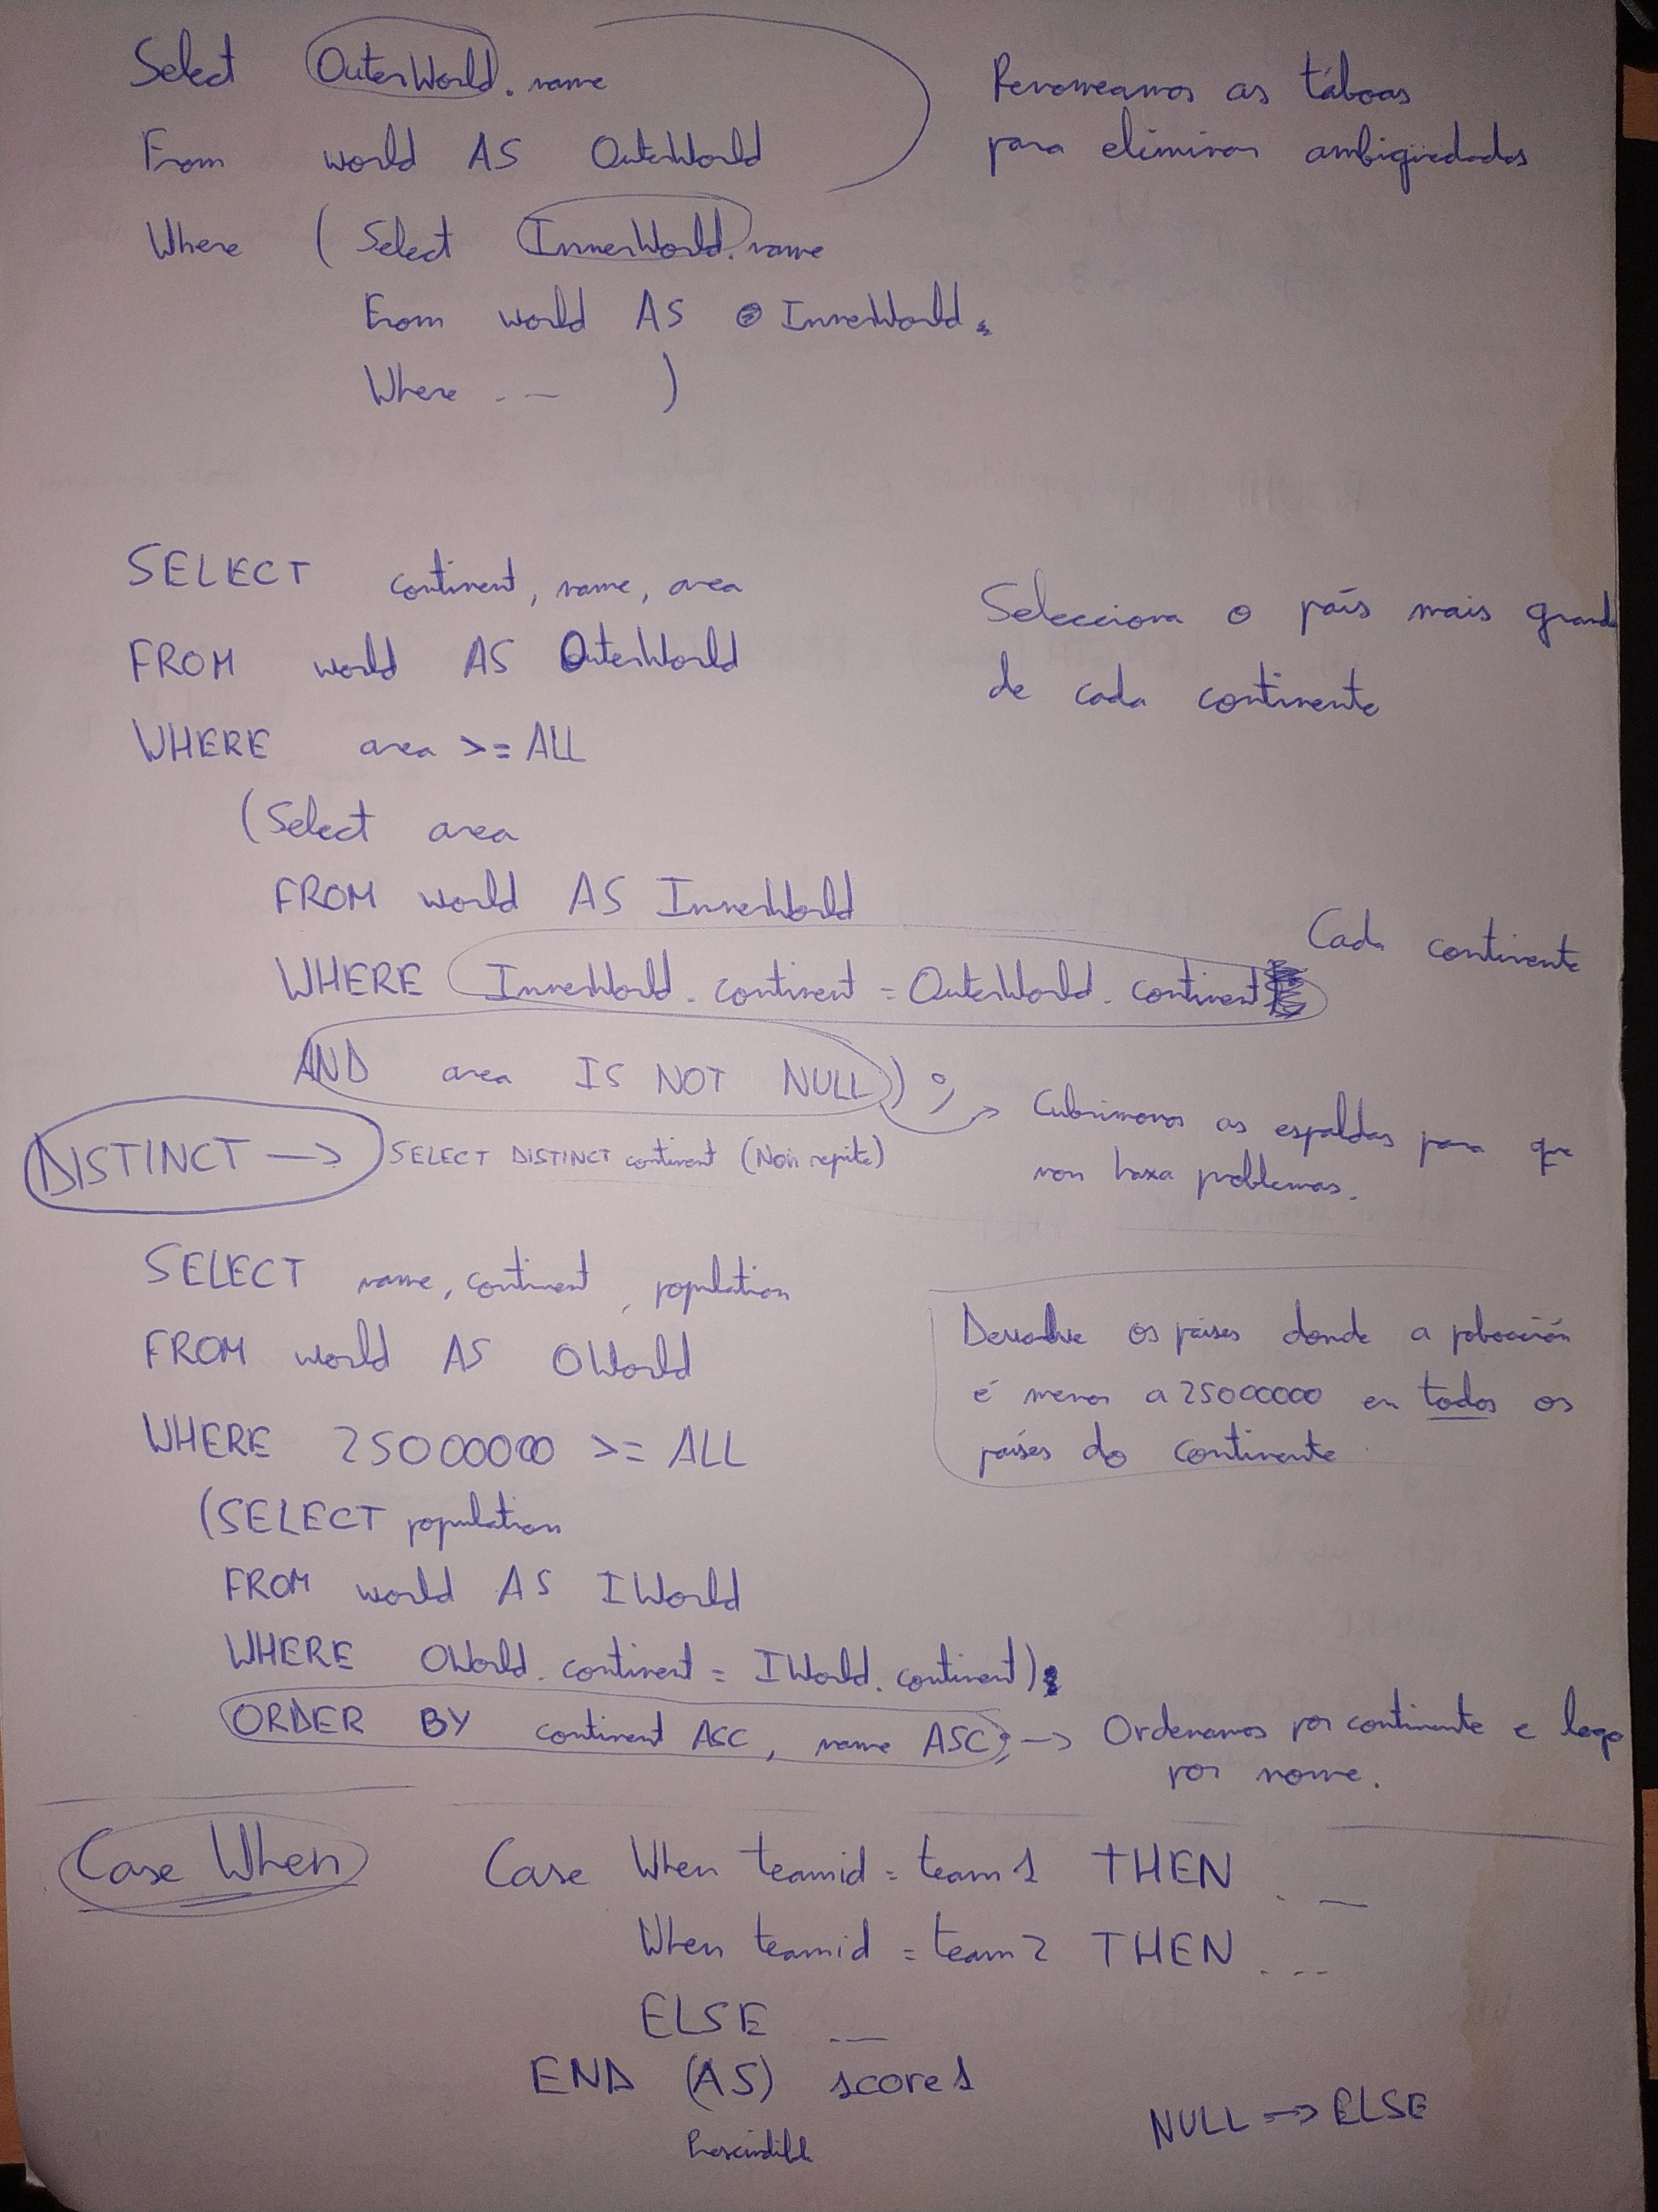 Select OuterWorld.name
From world AS OuterWorld
Renomeamos as táboas
para eliminar ambigüedades
Where (Select InnerWorld.name
From world AS InnerWorld
Where ... )
SELECT continent, name, area
FROM world AS OuterWorld
WHERE area >= ALL
(Select area
FROM world AS InnerWorld
WHERE InnerWorld.continent = OuterWorld.continent
AND area IS NOT NULL);
Selecciona o país mais grande
de cada continente
Cada continente
Cubrimonos as espaldas para que
non haxa problemas.
DISTINCT → SELECT DISTINCT continent (Non repite)
SELECT name, continent, population
FROM world AS OWorld
WHERE 25000000 >= ALL
(SELECT population
FROM world AS IWorld
WHERE OWorld.continent = IWorld.continent)
ORDER BY continent ASC, name ASC; → Ordenamos por continente e logo
por nome.
Devolve os países donde a poboación
é menor a 25000000 en todos os
países do continente
Case When
Case When teamid = team1 THEN ...
When teamid = team2 THEN ...
ELSE ...
END (AS) score1
Prescindible
NULL → ELSE